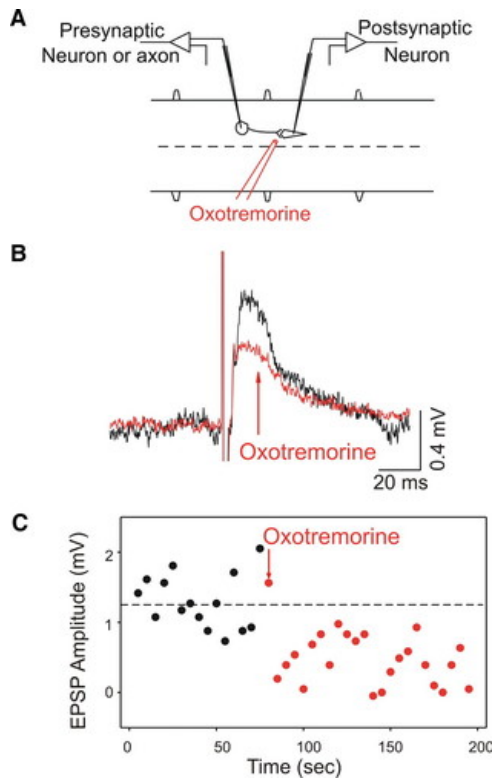 A
Presynaptic
Neuron or axon
Postsynaptic
Neuron
Oxotremorine
B
Oxotremorine
0.4 mV
20 ms
C
EPSP Amplitude (mV)
2
1
0
Oxotremorine
0 50 100 150 200
Time (sec)